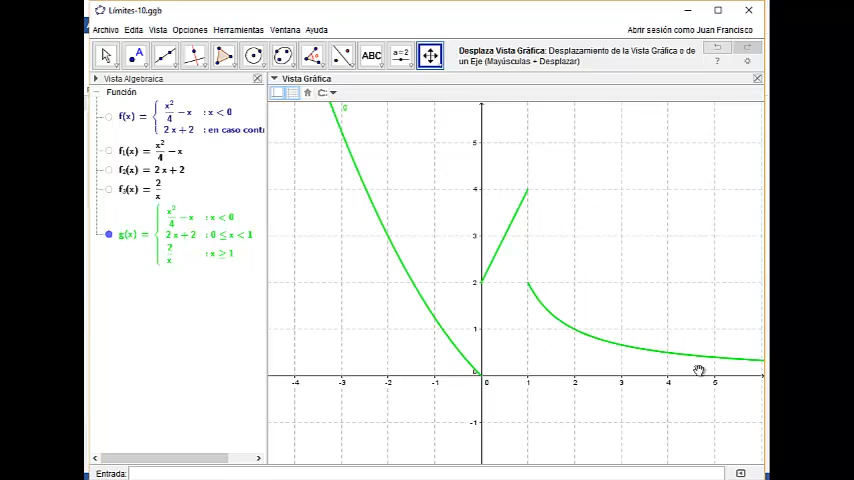 Límites-10.ggb
Archivo Edita Vista Opciones Herramientas Ventana Ayuda
Abrir sesión como Juan Francisco
ABC
a=2
Desplaza Vista Gráfica: Desplazamiento de la Vista Gráfica o de
un Eje (Mayúsculas + Desplazar)
Vista Algebraica
Vista Gráfica
Función
f(x) = { x²/4 − x : x < 0
2 x + 2 : en caso contr
f₁(x) = x²/4 − x
f₂(x) = 2 x + 2
f₃(x) = 2/x
g(x) = { x²/4 − x : x < 0
2 x + 2 : 0 ≤ x < 1
2/x : x ≥ 1
5
4
3
2
1
0
-1
-4 -3 -2 -1 0 1 2 3 4 5
Entrada: